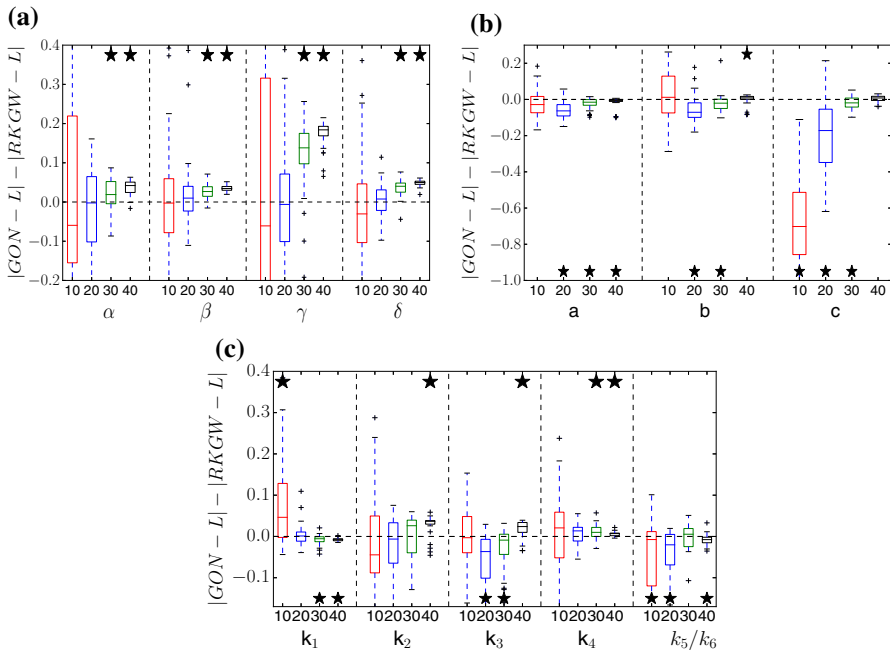 (a)
|GON − L| − |RKGW − L|
0.4
0.3
0.2
0.1
0.0
−0.1
−0.2
10 20 30 40 10 20 30 40 10 20 30 40 10 20 30 40
α β γ δ
(b)
|GON − L| − |RKGW − L|
0.2
0.0
−0.2
−0.4
−0.6
−0.8
−1.0
10 20 30 40 10 20 30 40 10 20 30 40
a b c
(c)
|GON − L| − |RKGW − L|
0.4
0.3
0.2
0.1
0.0
−0.1
10203040 10203040 10203040 10203040 10203040
k₁ k₂ k₃ k₄ k₅/k₆